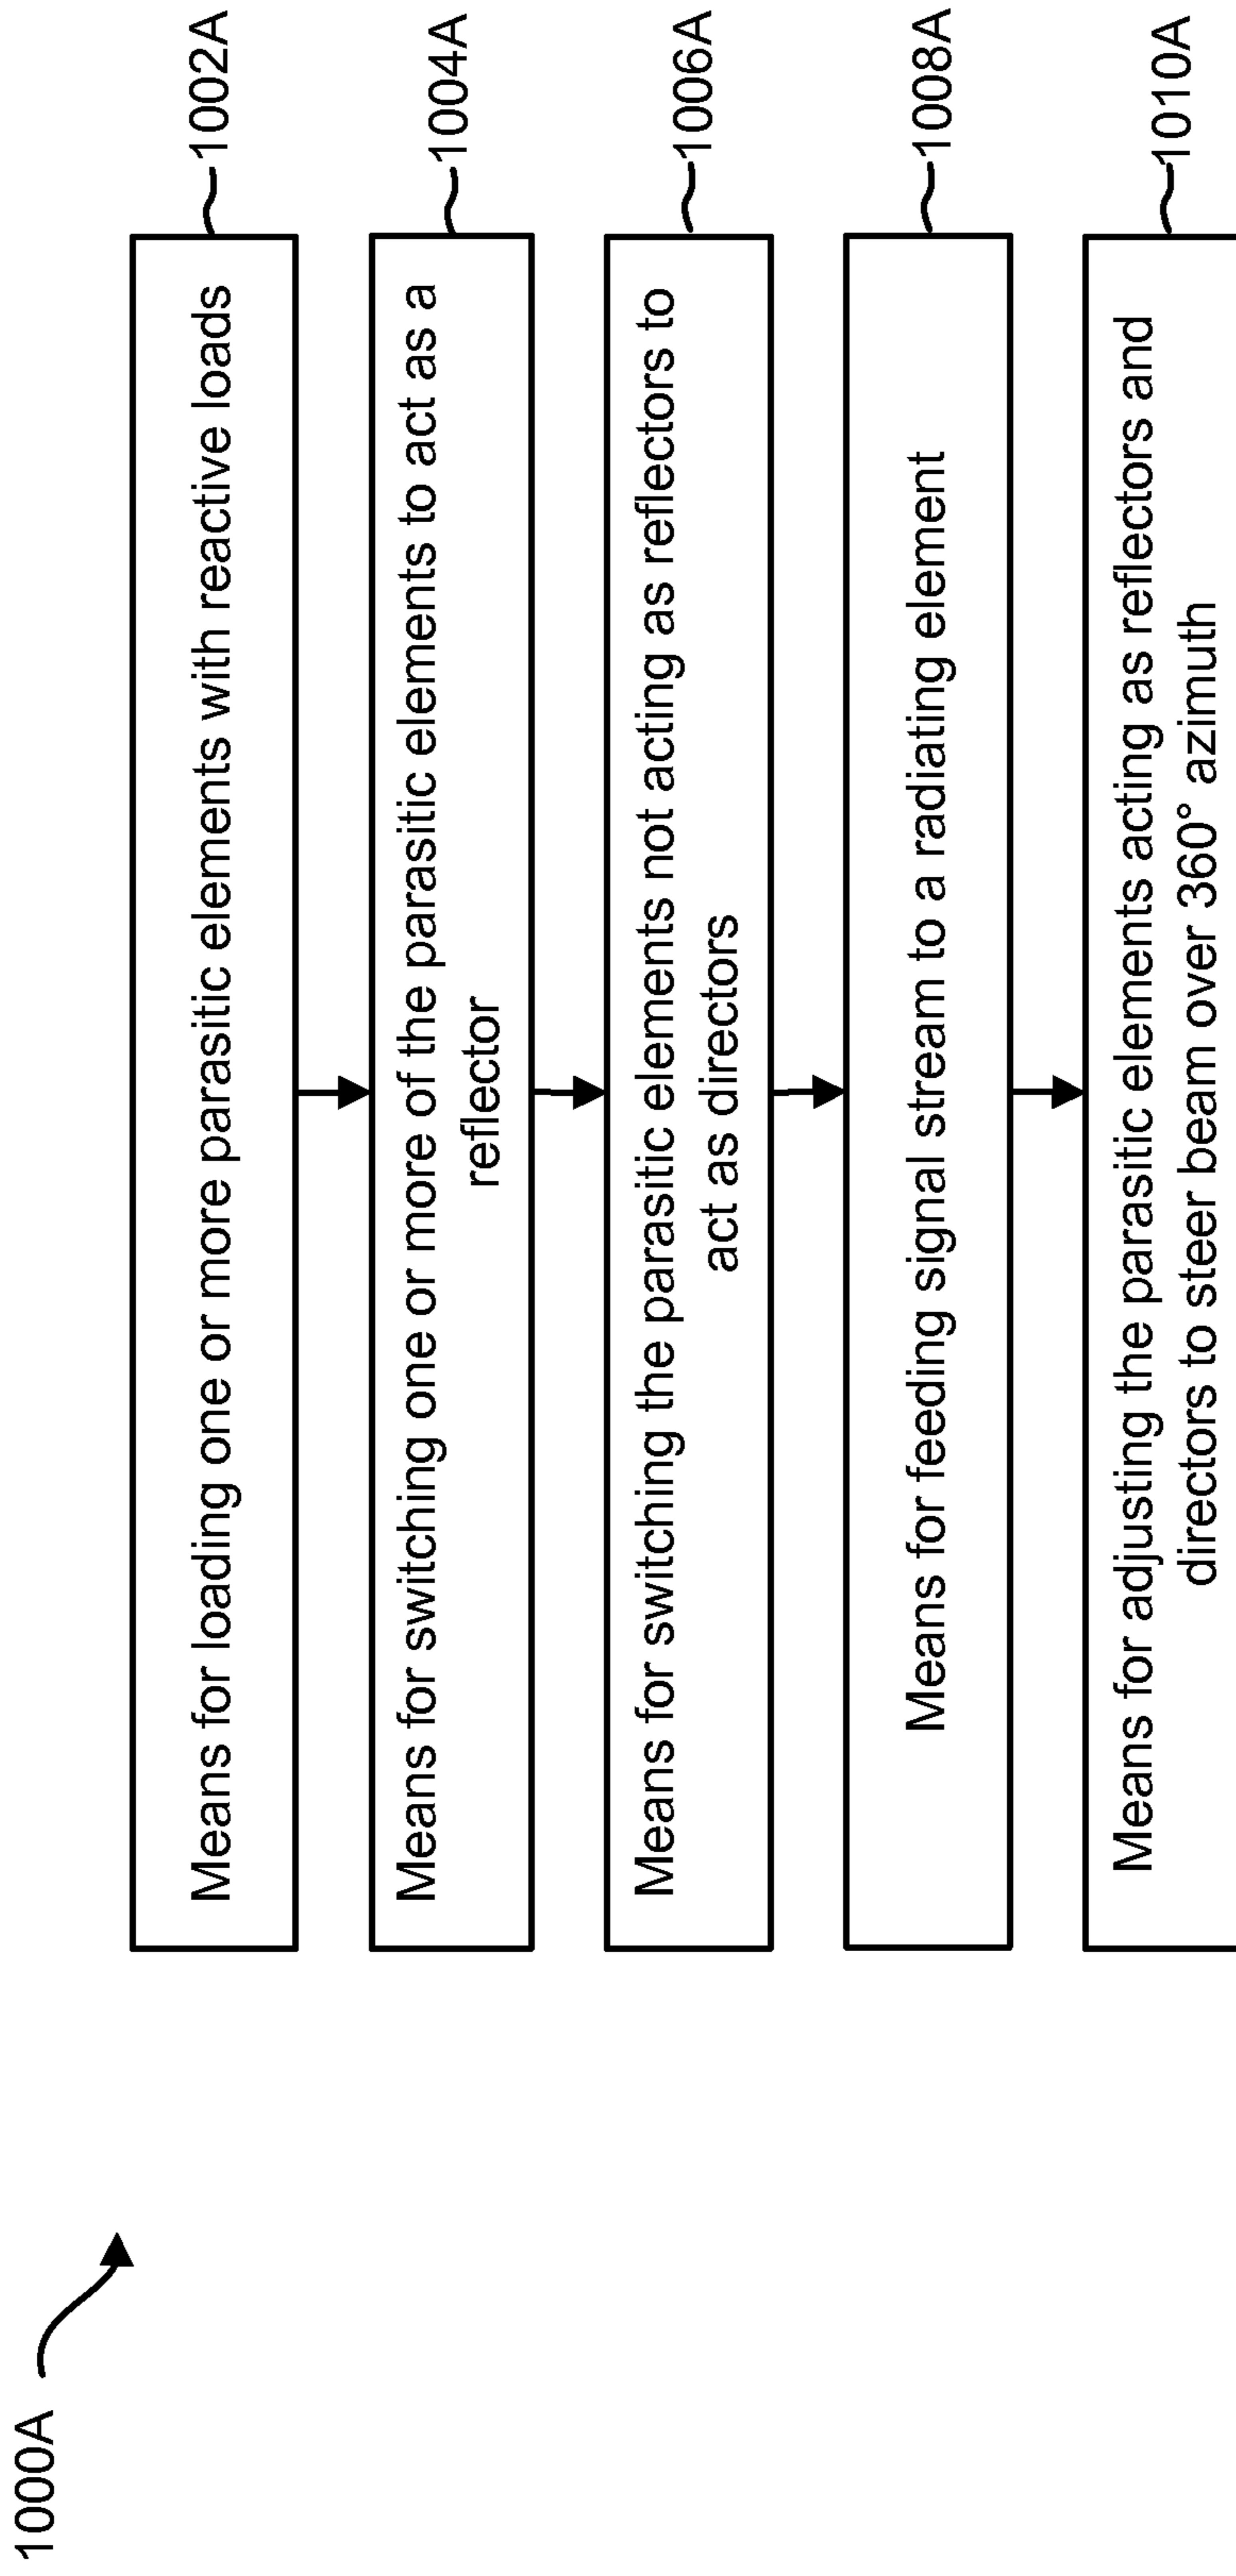 1000A
Means for loading one or more parasitic elements with reactive loads
1002A
Means for switching one or more of the parasitic elements to act as a
reflector
1004A
Means for switching the parasitic elements not acting as reflectors to
act as directors
1006A
Means for feeding signal stream to a radiating element
1008A
Means for adjusting the parasitic elements acting as reflectors and
directors to steer beam over 360° azimuth
1010A